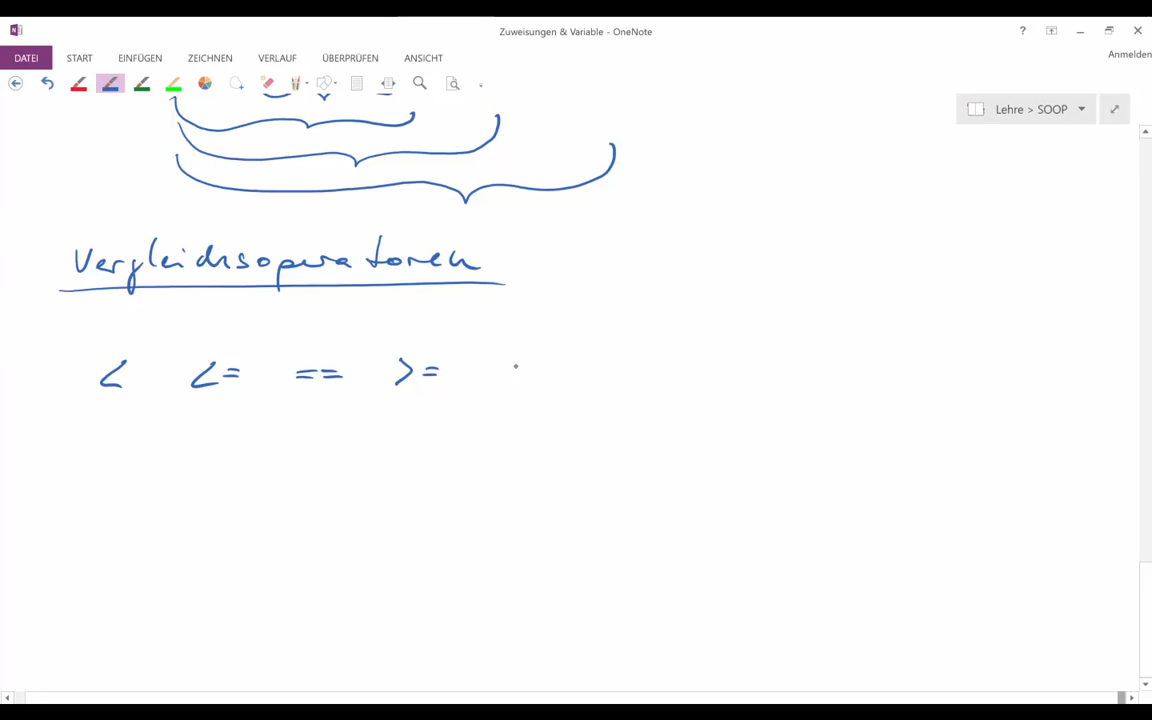 Zuweisungen & Variable - OneNote
?
DATEI START EINFÜGEN ZEICHNEN VERLAUF ÜBERPRÜFEN ANSICHT
Anmelden
Lehre > SOOP
Vergleichsoperatoren
< <= == >=